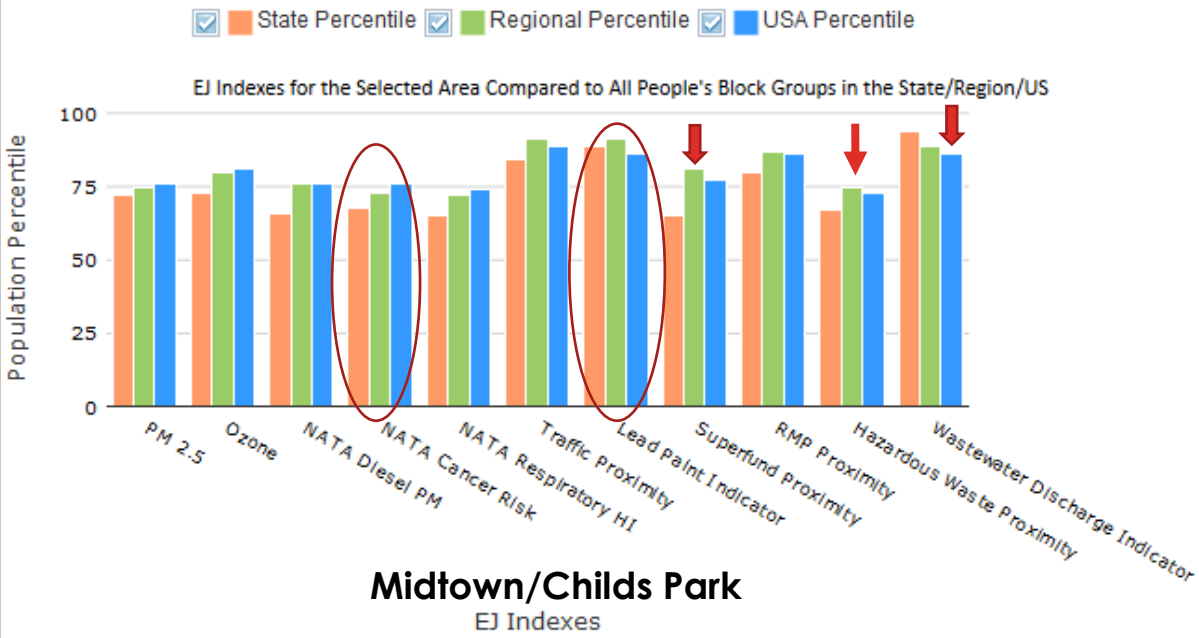 State Percentile Regional Percentile USA Percentile
EJ Indexes for the Selected Area Compared to All People's Block Groups in the State/Region/US
Population Percentile
100
75
50
25
0
PM 2.5
Ozone
NATA Diesel PM
NATA Cancer Risk
NATA Respiratory HI
Traffic Proximity
Lead Paint Indicator
Superfund Proximity
RMP Proximity
Hazardous Waste Proximity
Wastewater Discharge Indicator
Midtown/Childs Park
EJ Indexes